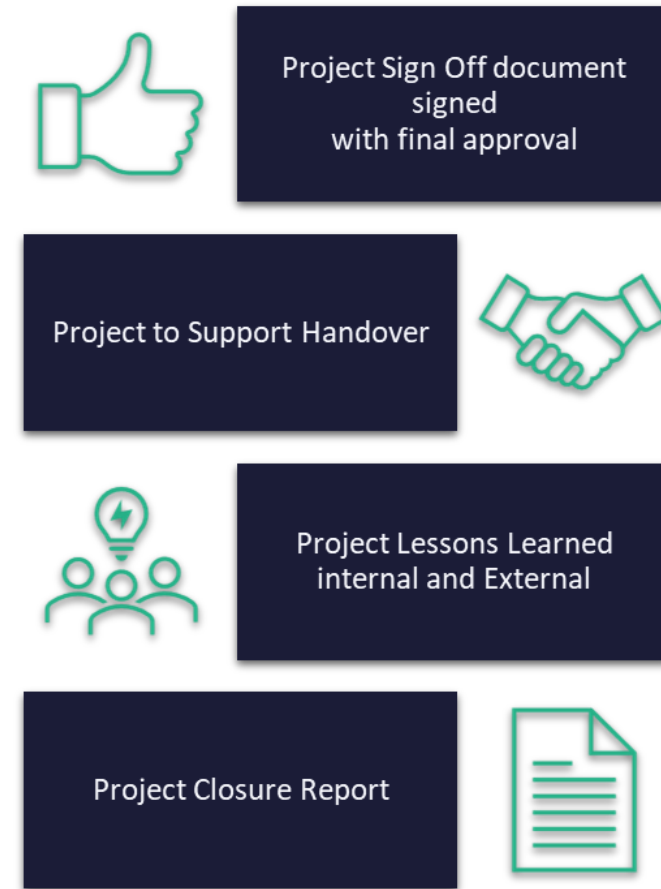 Project Sign Off document
signed
with final approval
Project to Support Handover
Project Lessons Learned
internal and External
Project Closure Report